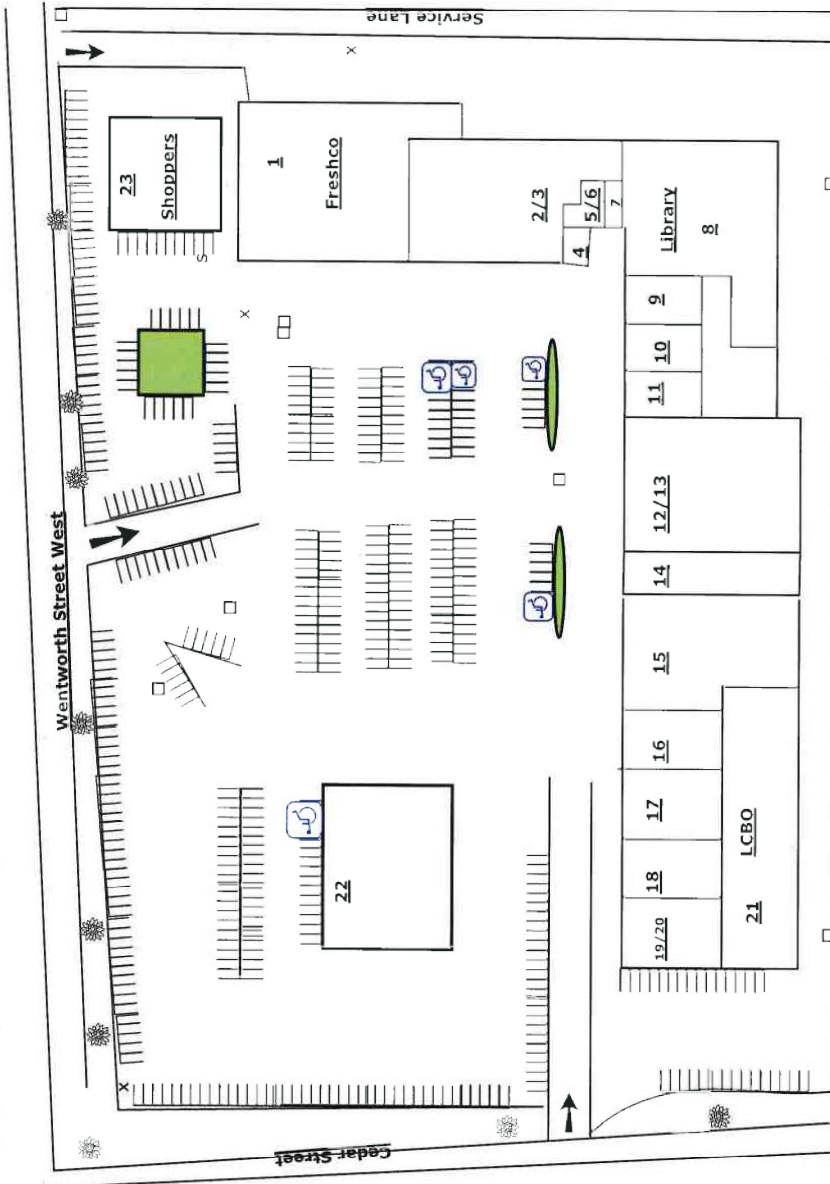 Service Lane
X
23
Shoppers
S
1
Freshco
X
2/3
4
5/6
7
Library
8
9
10
11
12/13
14
15
16
17
18
19/20
21
LCBO
22
Wentworth Street West
X
Cedar Street